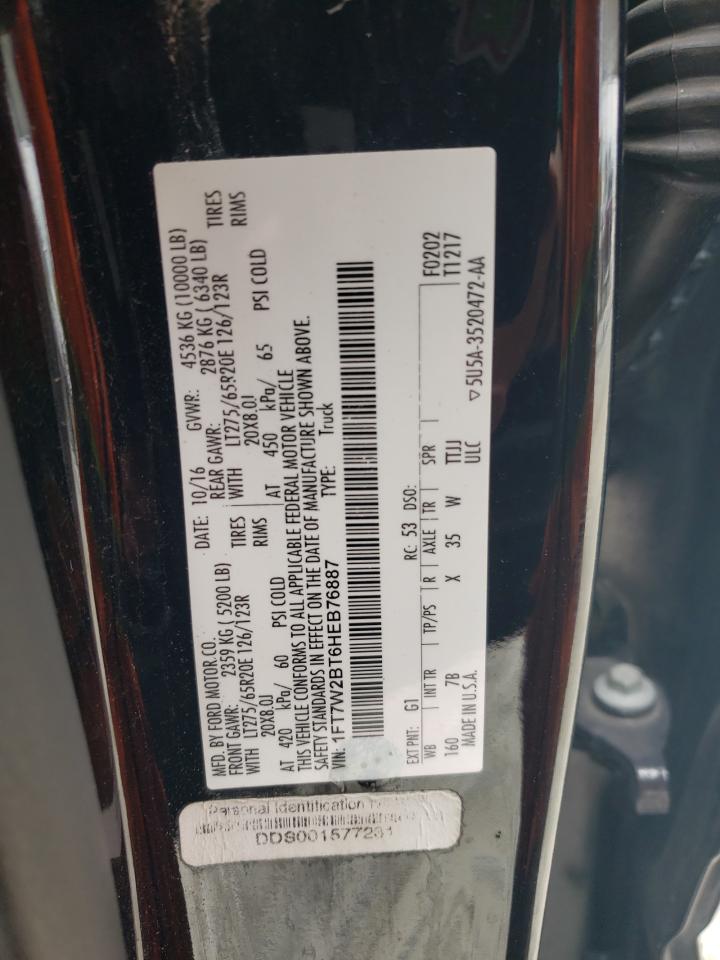 MFD. BY FORD MOTOR CO.
DATE: 10/16
GVWR: 4536 KG (10000 LB)
FRONT GAWR: 2359 KG ( 5200 LB)
REAR GAWR: 2876 KG ( 6340 LB)
WITH LT275/65R20E 126/123R TIRES
WITH LT275/65R20E 126/123R TIRES
20X8.0J RIMS
20X8.0J RIMS
AT 420 kPa/ 60 PSI COLD
AT 450 kPa/ 65 PSI COLD
THIS VEHICLE CONFORMS TO ALL APPLICABLE FEDERAL MOTOR VEHICLE
SAFETY STANDARDS IN EFFECT ON THE DATE OF MANUFACTURE SHOWN ABOVE.
VIN: 1FT7W2BT6HEB76887
TYPE: Truck
EXT PNT: G1 RC: 53 DSO: F0202
WB INT TR TP/PS R AXLE TR SPR T1217
160 7B X 35 W TTJJ
MADE IN U.S.A. ULC ▽5U5A-3520472-AA
Personal Identification
DDS001577231